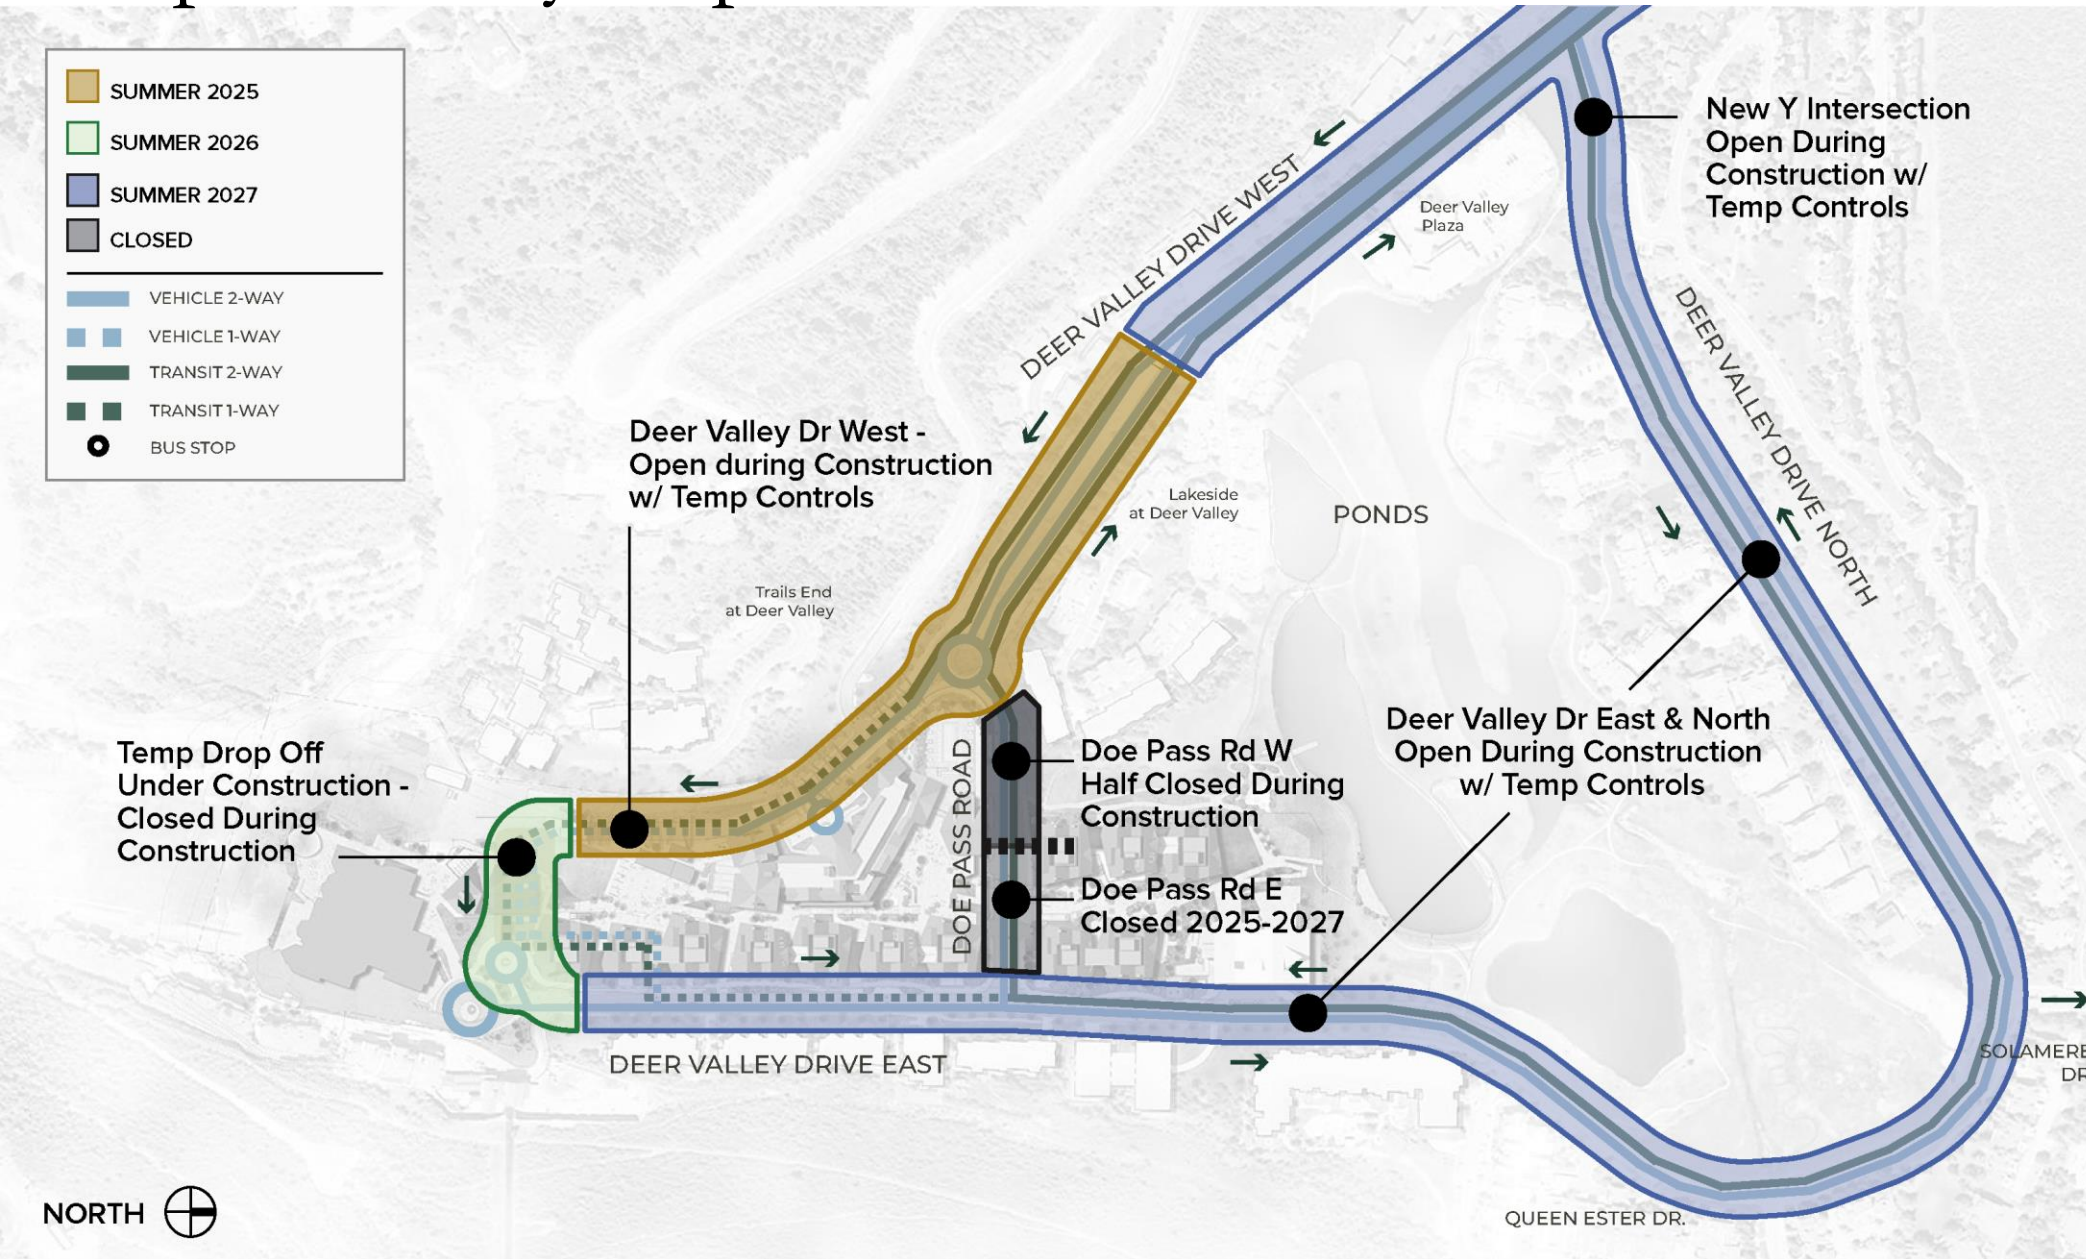 SUMMER 2025
SUMMER 2026
SUMMER 2027
CLOSED
VEHICLE 2-WAY
VEHICLE 1-WAY
TRANSIT 2-WAY
TRANSIT 1-WAY
BUS STOP
New Y Intersection
Open During
Construction w/
Temp Controls
DEER VALLEY DRIVE WEST
Deer Valley
Plaza
DEER VALLEY DRIVE NORTH
Deer Valley Dr West -
Open during Construction
w/ Temp Controls
Lakeside
at Deer Valley
PONDS
Trails End
at Deer Valley
Temp Drop Off
Under Construction -
Closed During
Construction
DOE PASS ROAD
Doe Pass Rd W
Half Closed During
Construction
Doe Pass Rd E
Closed 2025-2027
Deer Valley Dr East & North
Open During Construction
w/ Temp Controls
DEER VALLEY DRIVE EAST
SOLAMERE
DR
QUEEN ESTER DR.
NORTH